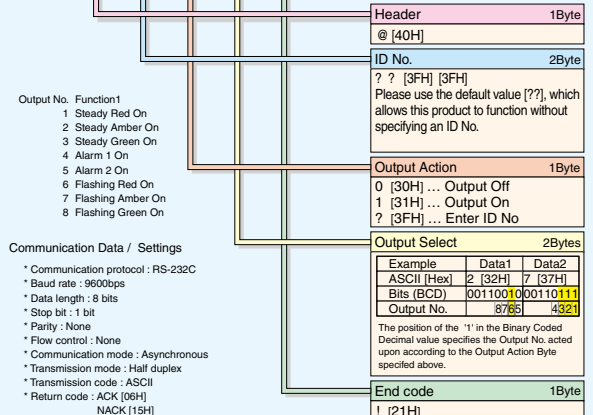 Header 1Byte
@ [40H]
ID No. 2Byte
? ? [3FH] [3FH]
Please use the default value [??], which
allows this product to function without
specifying an ID No.
Output No. Function1
1 Steady Red On
2 Steady Amber On
3 Steady Green On
4 Alarm 1 On
5 Alarm 2 On
6 Flashing Red On
7 Flashing Amber On
8 Flashing Green On
Output Action 1Byte
0 [30H] ... Output Off
1 [31H] ... Output On
? [3FH] ... Enter ID No
Output Select 2Bytes
Example Data1 Data2
ASCII [Hex] 2 [32H] 7 [37H]
Bits (BCD) 00110010 00110111
Output No. 8765 4321
The position of the '1' in the Binary Coded
Decimal value specifies the Output No. acted
upon according to the Output Action Byte
specifed above.
Communication Data / Settings
* Communication protocol : RS-232C
* Baud rate : 9600bps
* Data length : 8 bits
* Stop bit : 1 bit
* Parity : None
* Flow control : None
* Communication mode : Asynchronous
* Transmission mode : Half duplex
* Transmission code : ASCII
* Return code : ACK [06H]
NACK [15H]
End code 1Byte
! [21H]